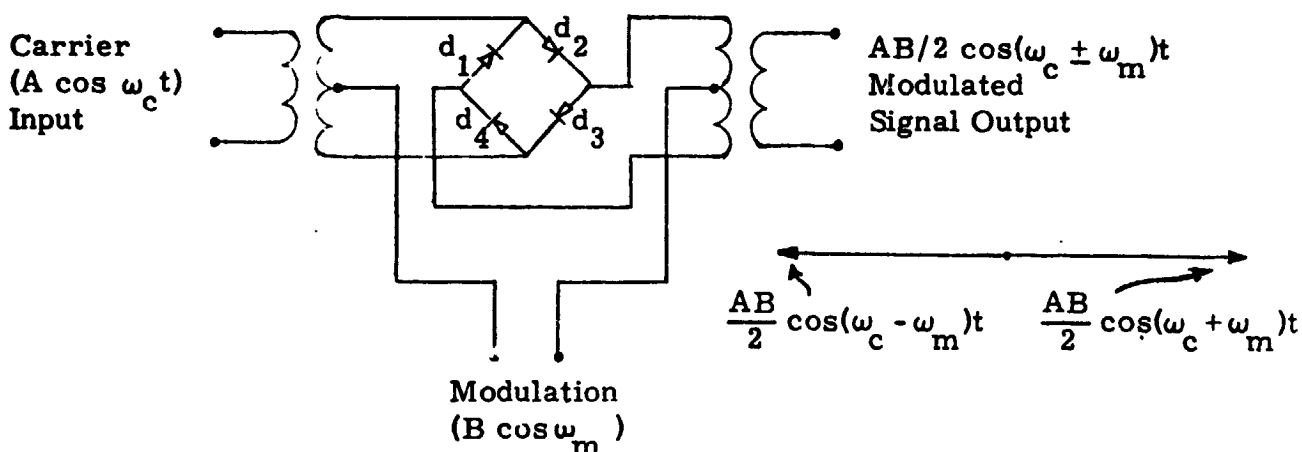 Carrier
(A cos ω_c t)
Input
d_1
d_2
d_3
d_4
AB/2 cos(ω_c ± ω_m)t
Modulated
Signal Output
AB/2 cos(ω_c - ω_m)t
AB/2 cos(ω_c + ω_m)t
Modulation
(B cos ω_m )